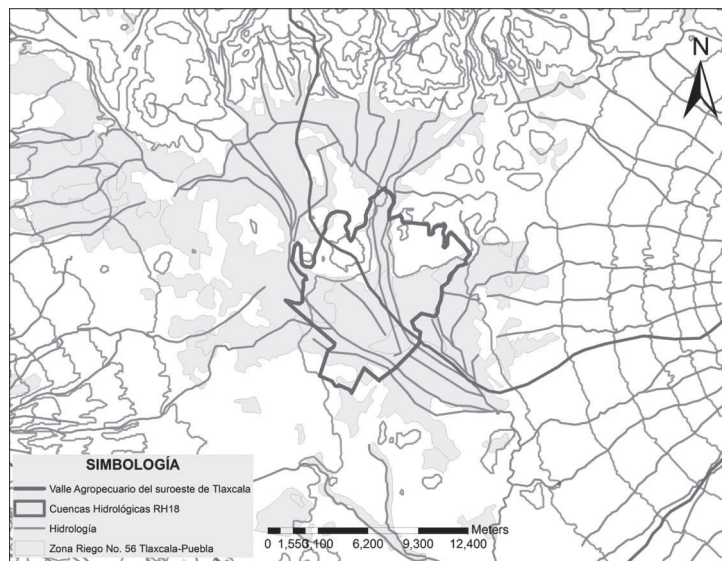 N
SIMBOLOGÍA
Valle Agropecuario del suroeste de Tlaxcala
Cuencas Hidrológicas RH18
Hidrología
Zona Riego No. 56 Tlaxcala-Puebla
Meters
0 1,550 3,100 6,200 9,300 12,400